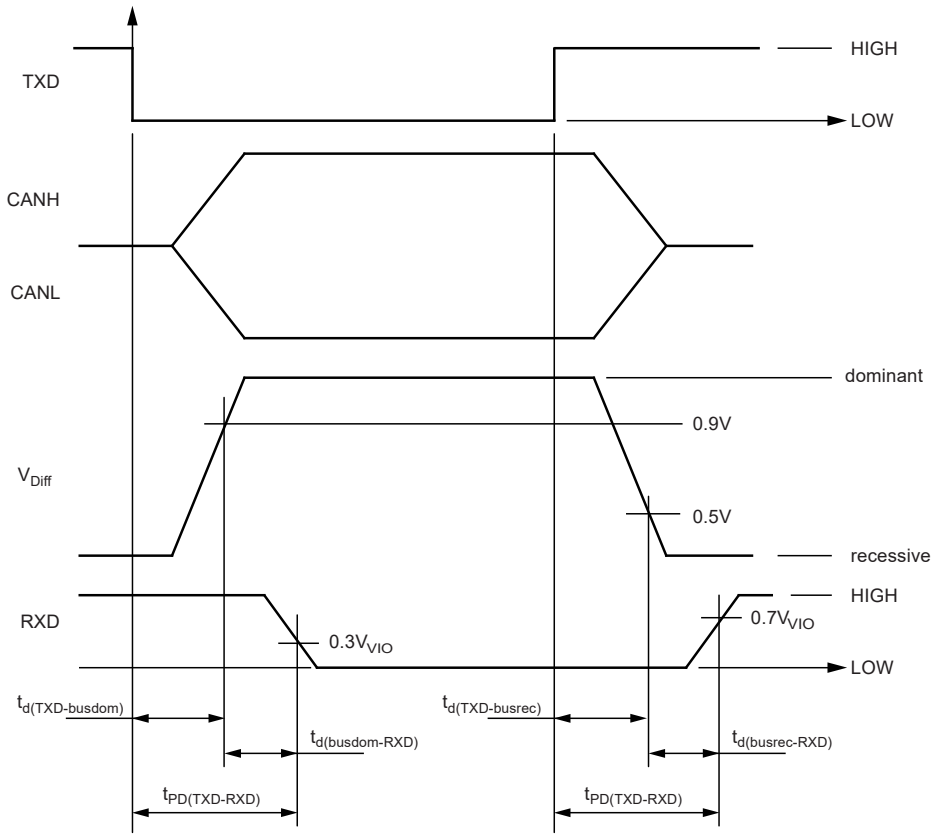 HIGH
TXD
LOW
CANH
CANL
dominant
0.9V
VDiff
0.5V
recessive
HIGH
RXD
0.3VVIO
0.7VVIO
LOW
td(TXD-busdom)
td(TXD-busrec)
td(busdom-RXD)
td(busrec-RXD)
tPD(TXD-RXD)
tPD(TXD-RXD)